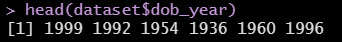 > head(dataset$dob_year)
[1] 1999 1992 1954 1936 1960 1996